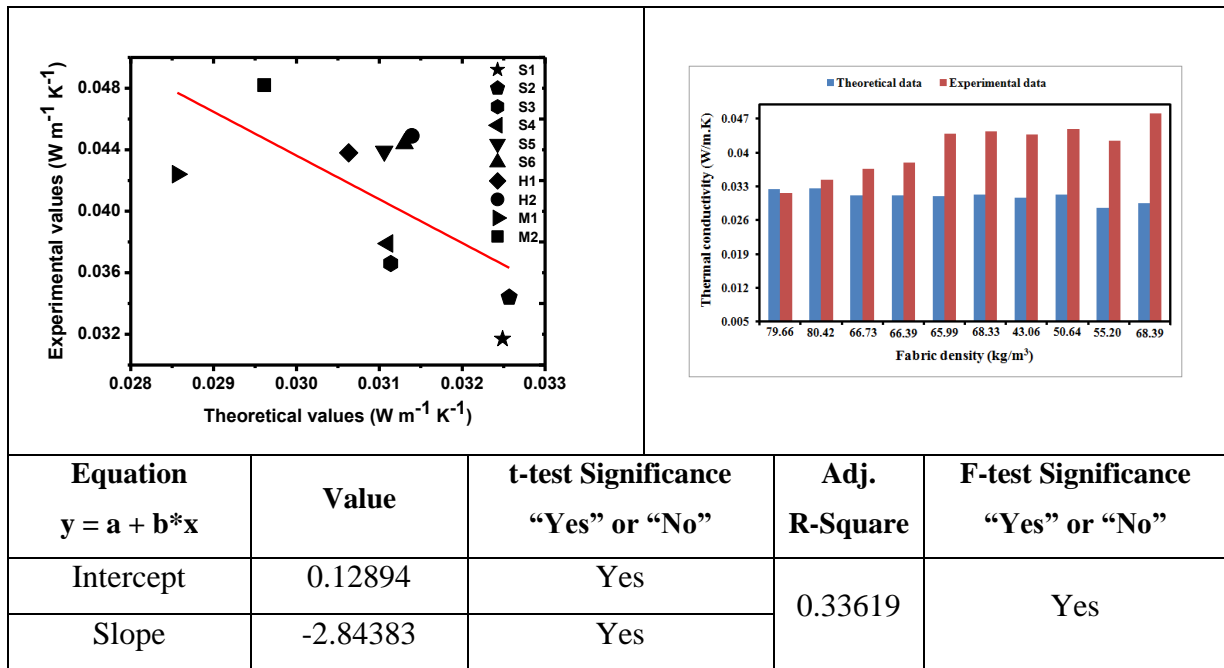 Experimental values (W m⁻¹ K⁻¹)
0.048
0.044
0.040
0.036
0.032
S1
S2
S3
S4
S5
S6
H1
H2
M1
M2
0.028 0.029 0.030 0.031 0.032 0.033
Theoretical values (W m⁻¹ K⁻¹)
Theoretical data Experimental data
Thermal conductivity (W/m.K)
0.047
0.04
0.033
0.026
0.019
0.012
0.005
79.66 80.42 66.73 66.39 65.99 68.33 43.06 50.64 55.20 68.39
Fabric density (kg/m³)
Equation
y = a + b*x
Value
t-test Significance
“Yes” or “No”
Adj.
R-Square
F-test Significance
“Yes” or “No”
Intercept 0.12894 Yes
0.33619 Yes
Slope -2.84383 Yes